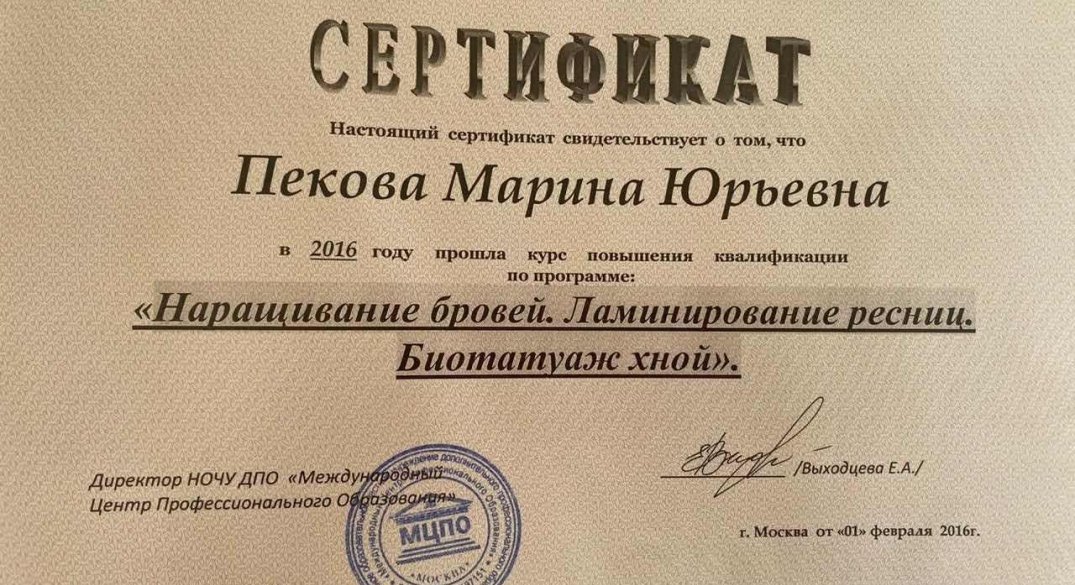 СЕРТИФИКАТ
Настоящий сертификат свидетельствует о том, что
Пекова Марина Юрьевна
в 2016 году прошла курс повышения квалификации
по программе:
«Наращивание бровей. Ламинирование ресниц.
Биотатуаж хной».
Директор НОЧУ ДПО «Международный
Центр Профессионального Образования»
/Выходцева Е.А./
г. Москва от «01» февраля 2016г.
МЦПО
МОСКВА